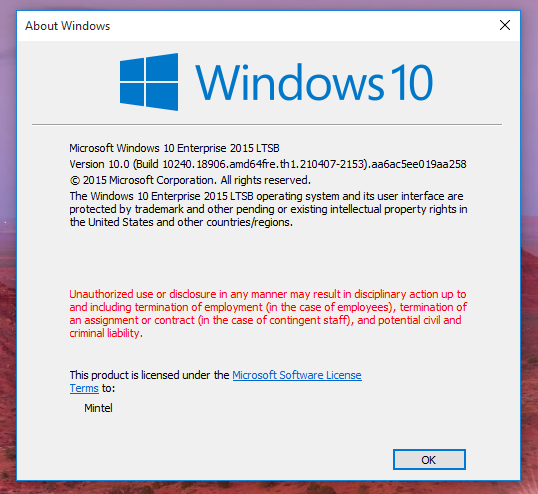 About Windows
Windows 10
Microsoft Windows 10 Enterprise 2015 LTSB
Version 10.0 (Build 10240.18906.amd64fre.th1.210407-2153).aa6ac5ee019aa258
© 2015 Microsoft Corporation. All rights reserved.
The Windows 10 Enterprise 2015 LTSB operating system and its user interface are
protected by trademark and other pending or existing intellectual property rights in
the United States and other countries/regions.
Unauthorized use or disclosure in any manner may result in disciplinary action up to
and including termination of employment (in the case of employees), termination of
an assignment or contract (in the case of contingent staff), and potential civil and
criminal liability.
This product is licensed under the Microsoft Software License
Terms to:
Mintel
OK